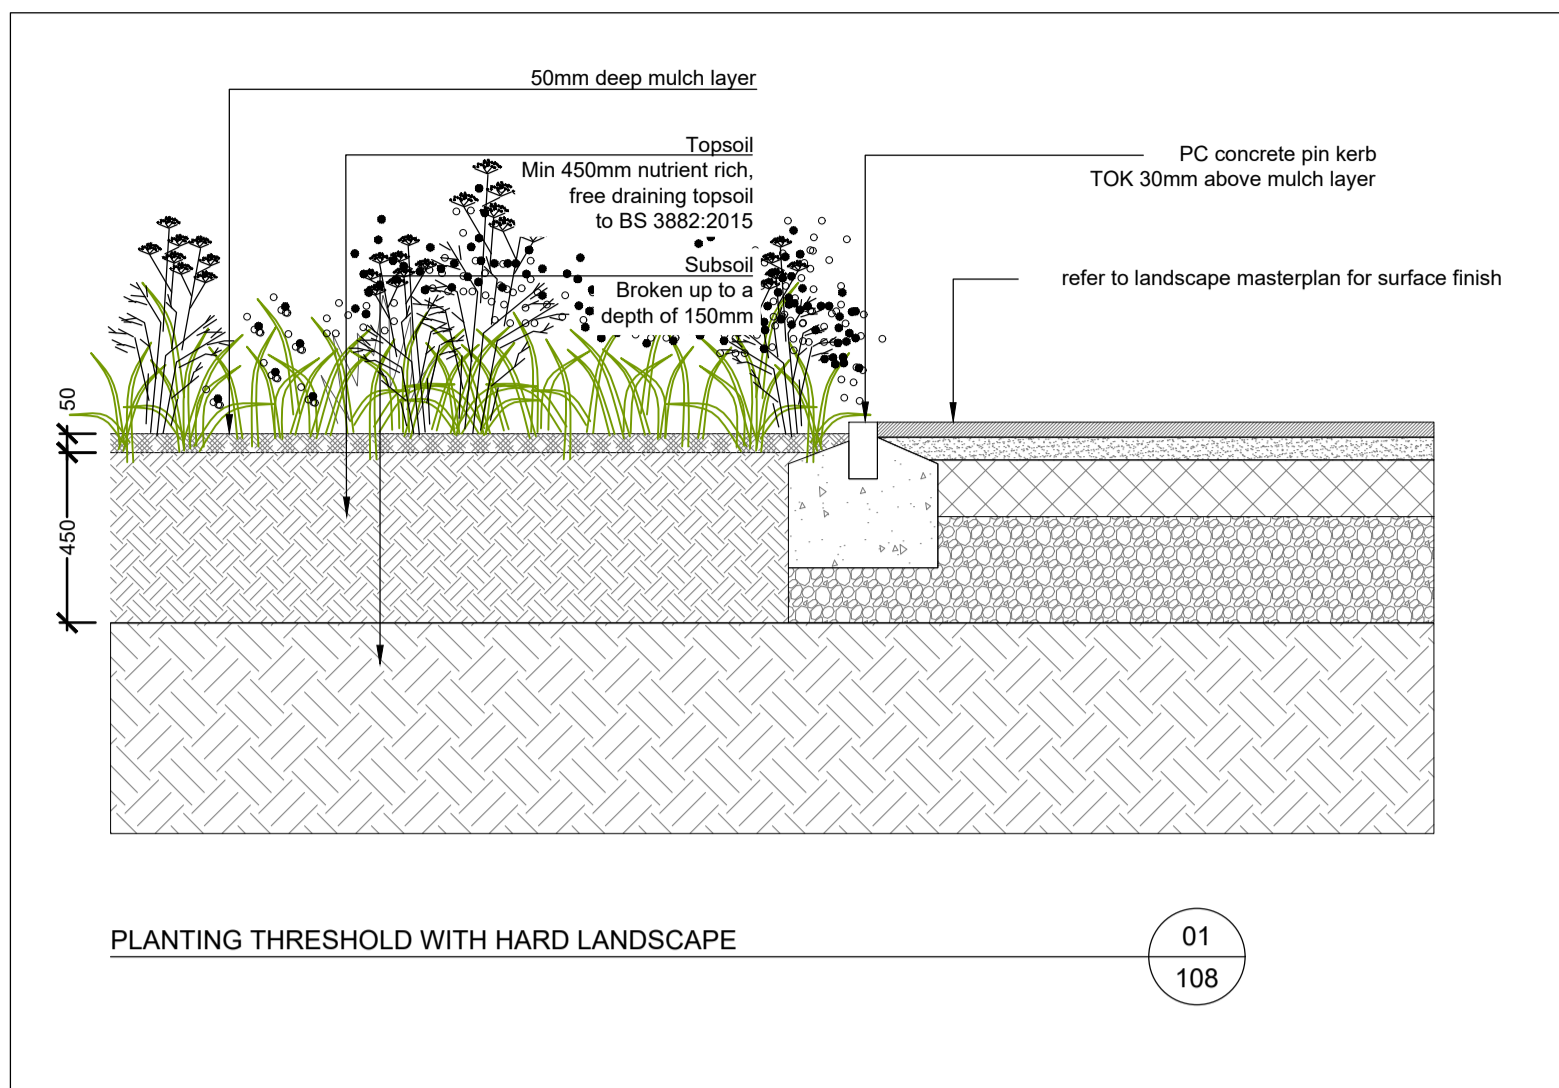 50mm deep mulch layer
Topsoil
Min 450mm nutrient rich,
free draining topsoil
to BS 3882:2015
Subsoil
Broken up to a
depth of 150mm
PC concrete pin kerb
TOK 30mm above mulch layer
refer to landscape masterplan for surface finish
50
450
PLANTING THRESHOLD WITH HARD LANDSCAPE
01
108